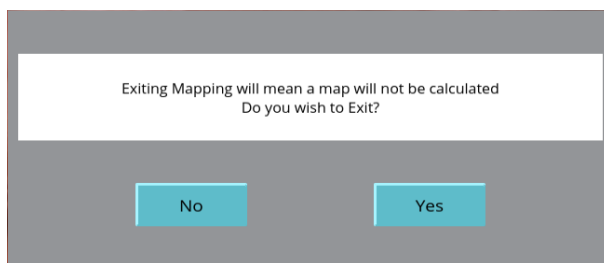 Exiting Mapping will mean a map will not be calculated
Do you wish to Exit?
No
Yes